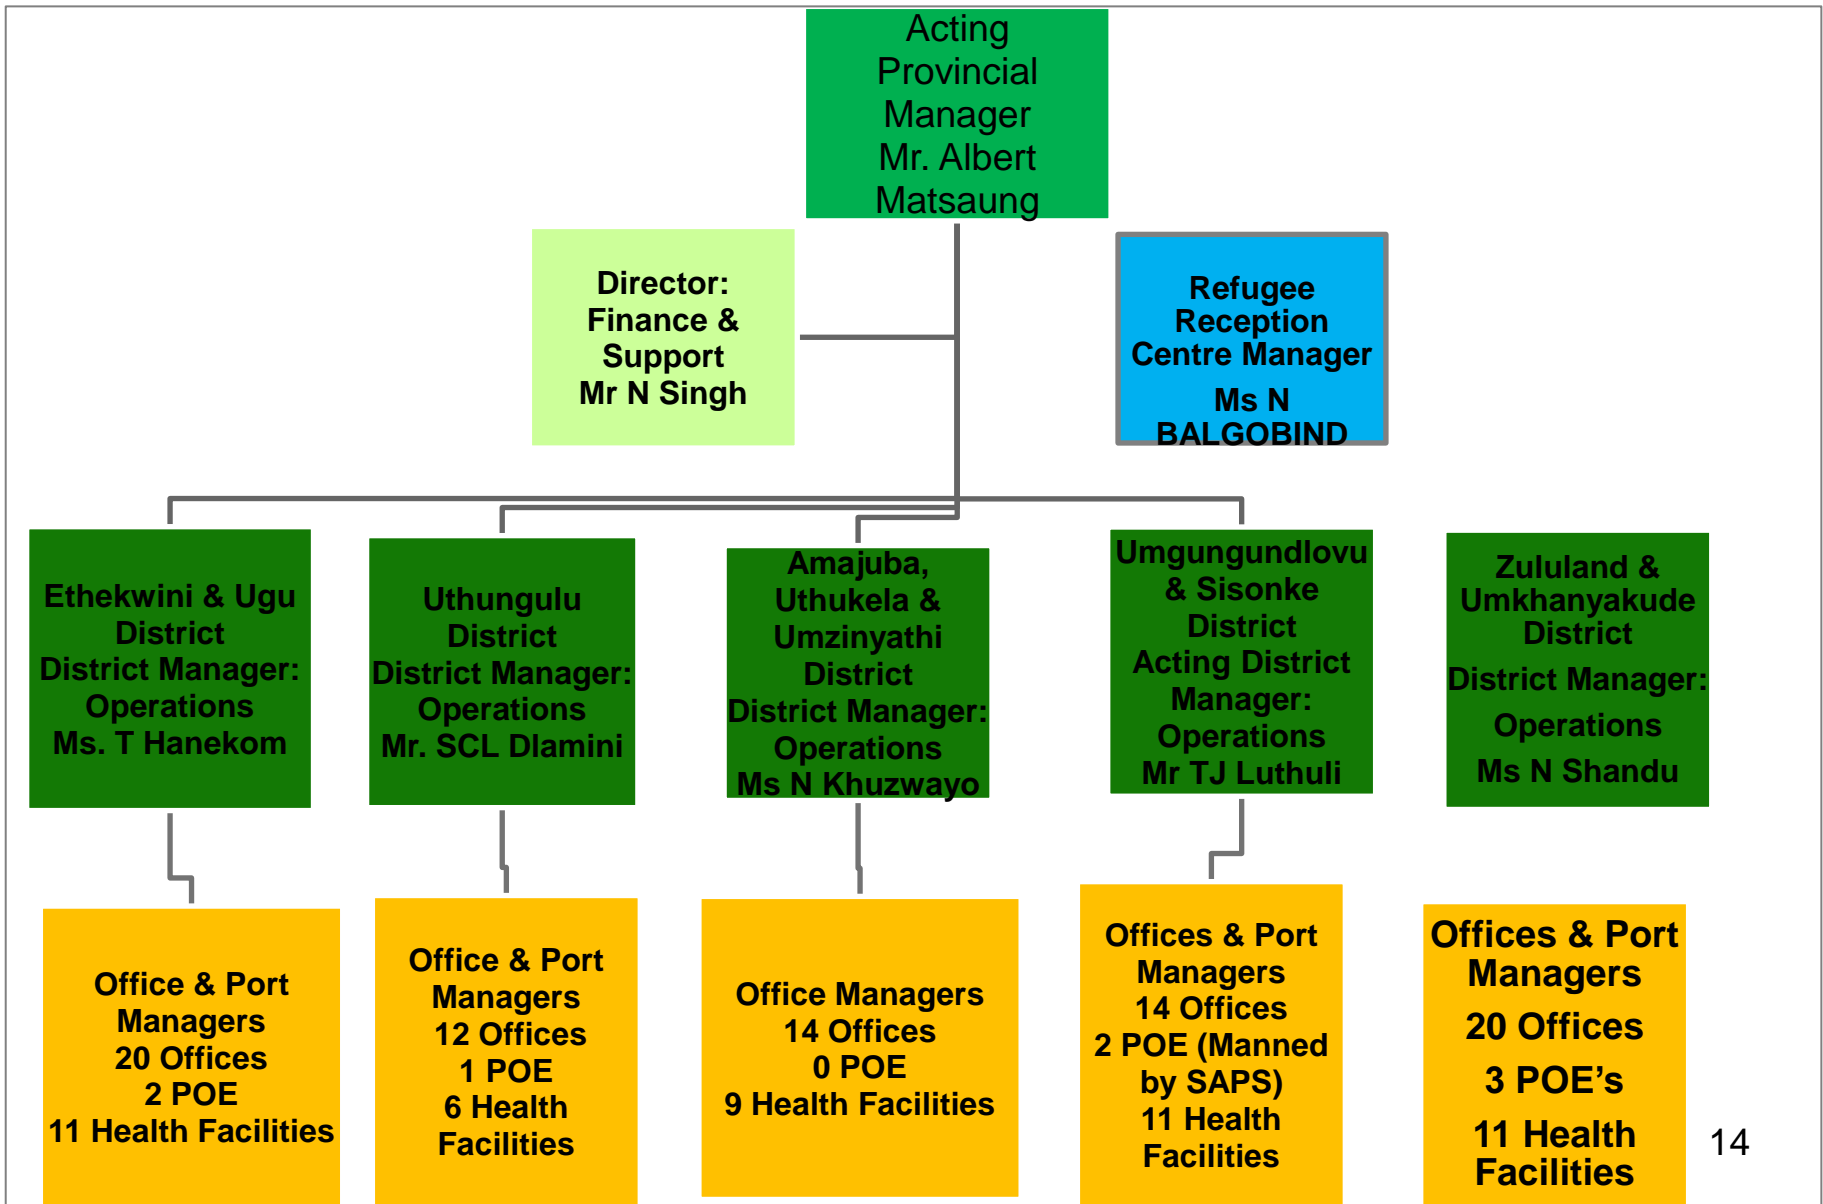 Acting
Provincial
Manager
Mr. Albert
Matsaung
Director:
Finance &
Support
Mr N Singh
Refugee
Reception
Centre Manager
Ms N
BALGOBIND
Ethekwini & Ugu
District
District Manager:
Operations
Ms. T Hanekom
Uthungulu
District
District Manager:
Operations
Mr. SCL Dlamini
Amajuba,
Uthukela &
Umzinyathi
District
District Manager:
Operations
Ms N Khuzwayo
Umgungundlovu
& Sisonke
District
Acting District
Manager:
Operations
Mr TJ Luthuli
Zululand &
Umkhanyakude
District
District Manager:
Operations
Ms N Shandu
Office & Port
Managers
20 Offices
2 POE
11 Health Facilities
Office & Port
Managers
12 Offices
1 POE
6 Health
Facilities
Office Managers
14 Offices
0 POE
9 Health Facilities
Offices & Port
Managers
14 Offices
2 POE (Manned
by SAPS)
11 Health
Facilities
Offices & Port
Managers
20 Offices
3 POE’s
11 Health
Facilities
14